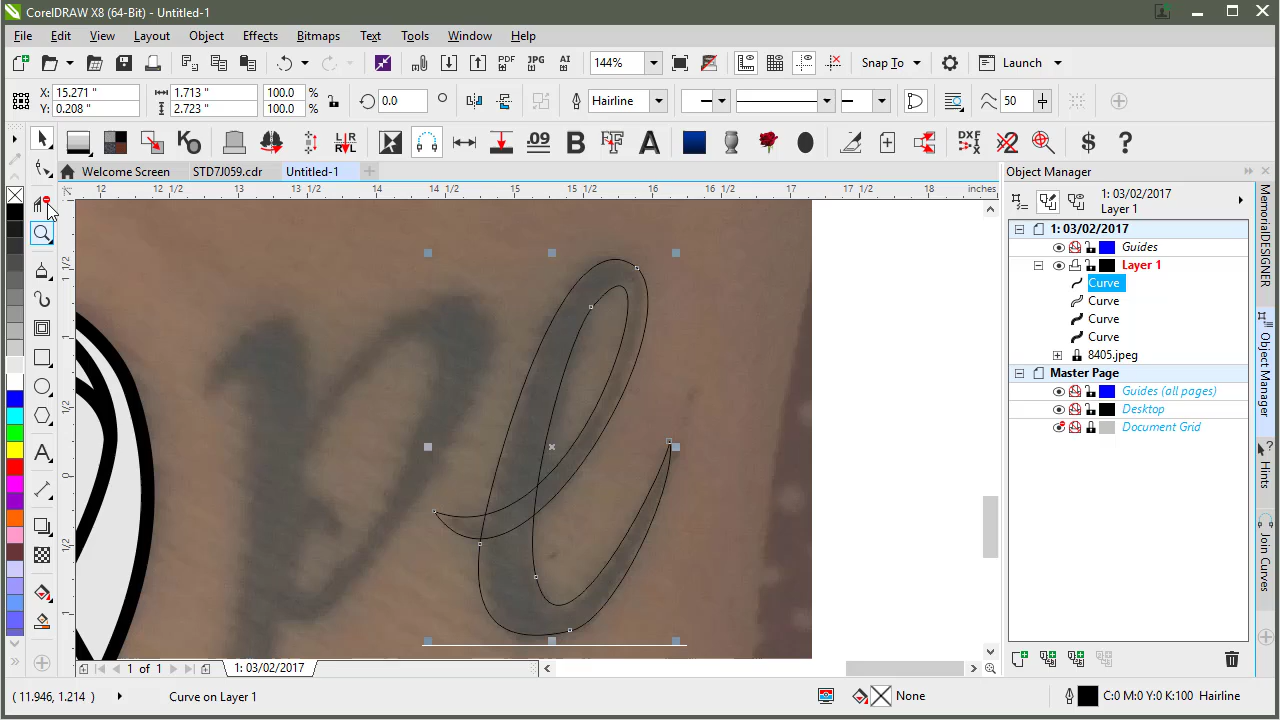 CorelDRAW X8 (64-Bit) - Untitled-1
File Edit View Layout Object Effects Bitmaps Text Tools Window Help
PDF JPG AI 144% Snap To Launch
X: 15.271 " 1.713 " 100.0 % 0.0 Hairline 50
Y: 0.208 " 2.723 " 100.0 %
.09 DXF
Welcome Screen STD7J059.cdr Untitled-1
12 12 1/2 13 13 1/2 14 14 1/2 15 15 1/2 16 16 1/2 17 17 1/2 18 inches
Object Manager
1: 03/02/2017
Layer 1
1: 03/02/2017
Guides
Layer 1
Curve
Curve
Curve
Curve
8405.jpeg
Master Page
Guides (all pages)
Desktop
Document Grid
MemorialDESIGNER
Object Manager
Hints
Join Curves
1 of 1 1: 03/02/2017
( 11.946, 1.214 ) Curve on Layer 1 None C:0 M:0 Y:0 K:100 Hairline